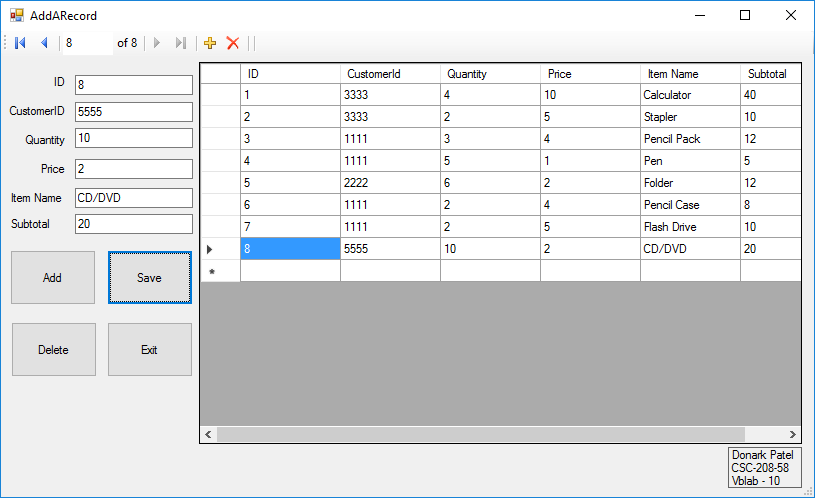 AddARecord
8 of 8
ID 8
CustomerID 5555
Quantity 10
Price 2
Item Name CD/DVD
Subtotal 20
Add Save
Delete Exit
ID CustomerId Quantity Price Item Name Subtotal
1 3333 4 10 Calculator 40
2 3333 2 5 Stapler 10
3 1111 3 4 Pencil Pack 12
4 1111 5 1 Pen 5
5 2222 6 2 Folder 12
6 1111 2 4 Pencil Case 8
7 1111 2 5 Flash Drive 10
8 5555 10 2 CD/DVD 20
*
Donark Patel
CSC-208-58
Vblab - 10